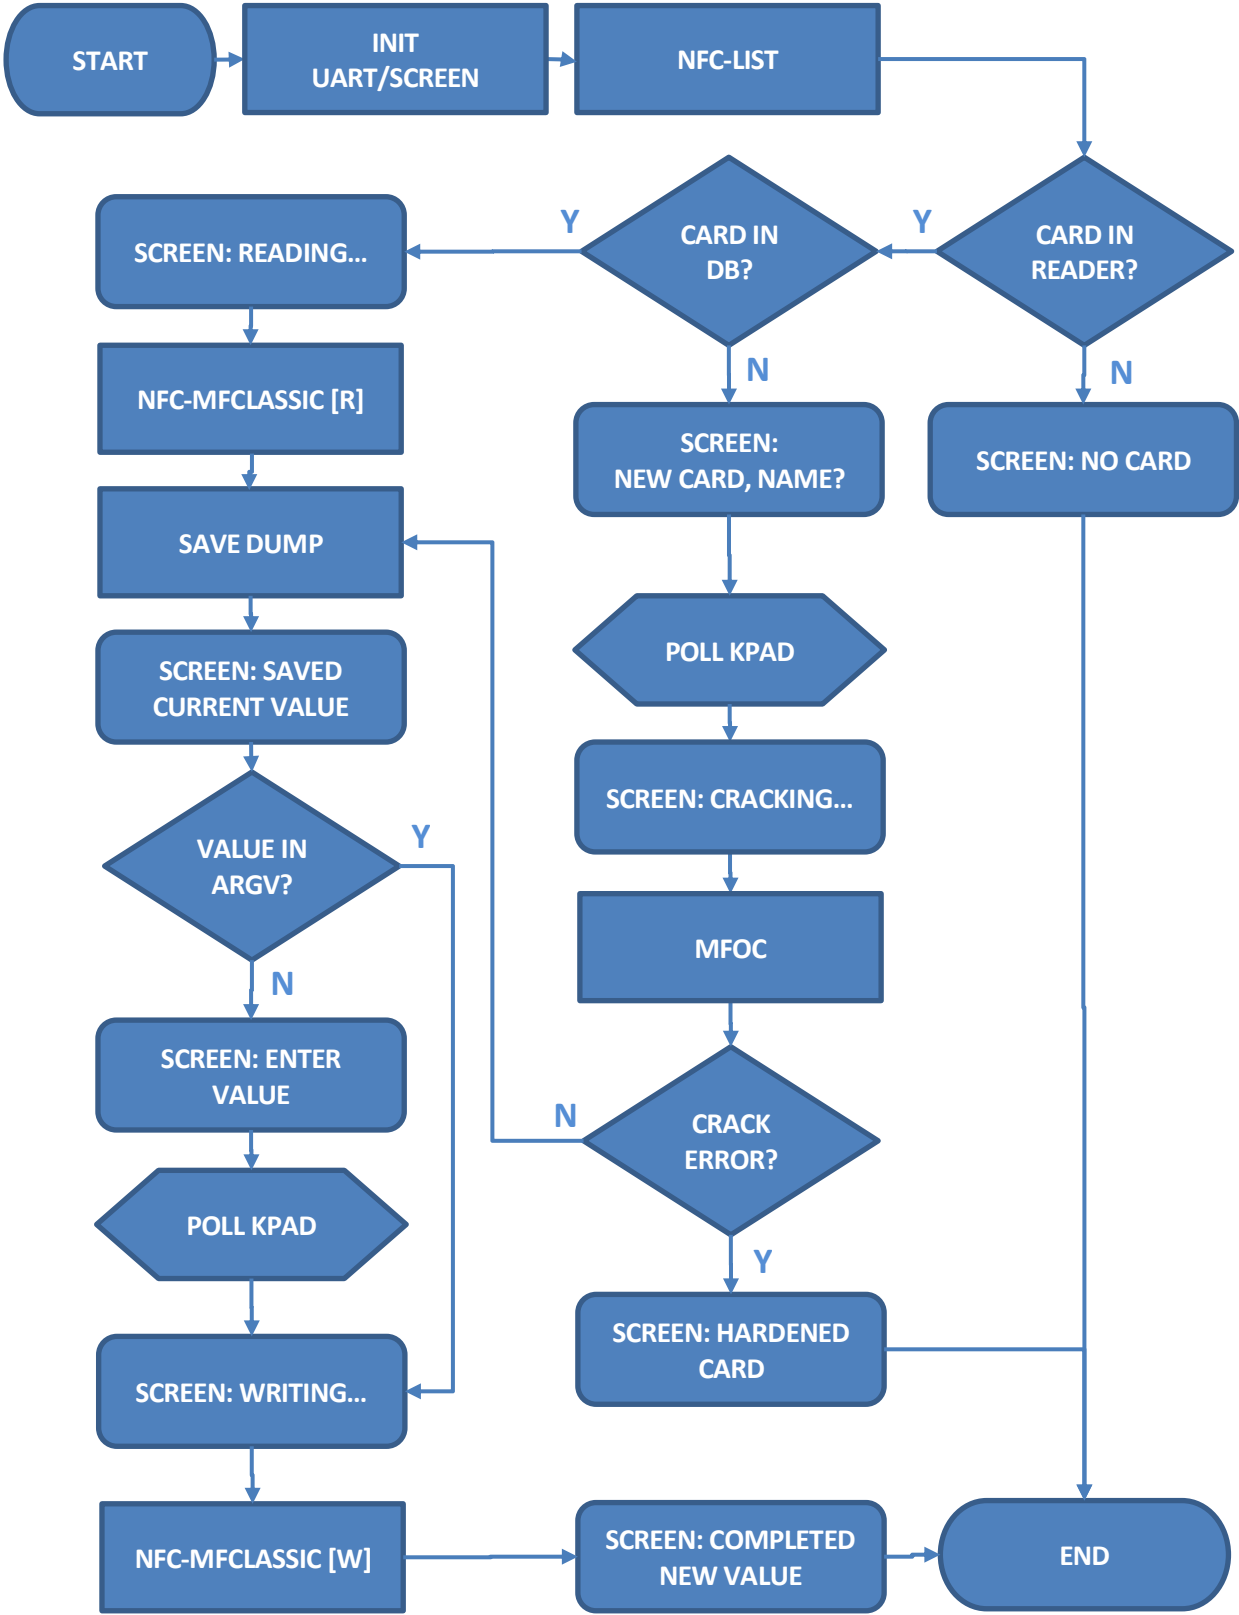 START
INIT
UART/SCREEN
NFC-LIST
CARD IN
READER?
Y
N
CARD IN
DB?
Y
N
SCREEN: READING...
NFC-MFCLASSIC [R]
SAVE DUMP
SCREEN: SAVED
CURRENT VALUE
VALUE IN
ARGV?
Y
N
SCREEN: ENTER
VALUE
POLL KPAD
SCREEN: WRITING...
NFC-MFCLASSIC [W]
SCREEN:
NEW CARD, NAME?
POLL KPAD
SCREEN: CRACKING...
MFOC
CRACK
ERROR?
N
Y
SCREEN: HARDENED
CARD
SCREEN: COMPLETED
NEW VALUE
SCREEN: NO CARD
END